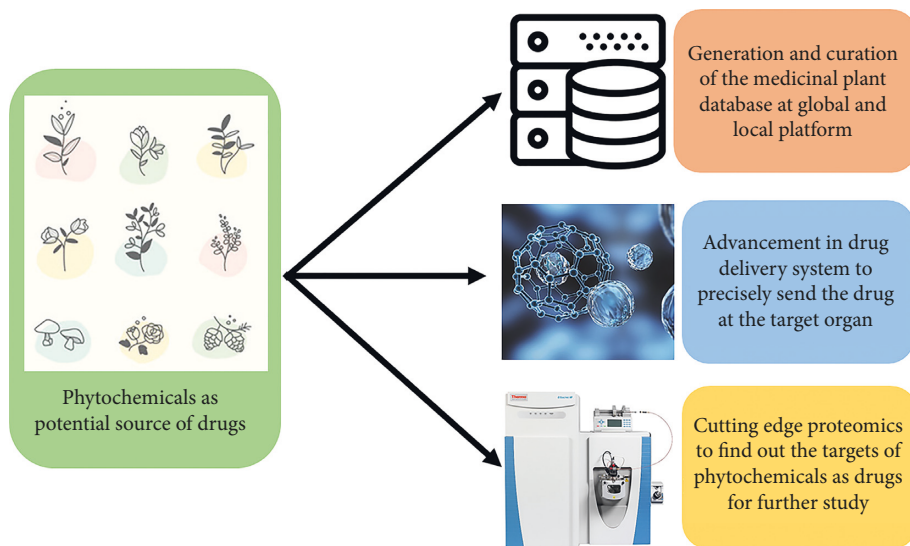 Phytochemicals as
potential source of drugs
Generation and curation
of the medicinal plant
database at global and
local platform
Advancement in drug
delivery system to
precisely send the drug
at the target organ
Thermo
Cutting edge proteomics
to find out the targets of
phytochemicals as drugs
for further study